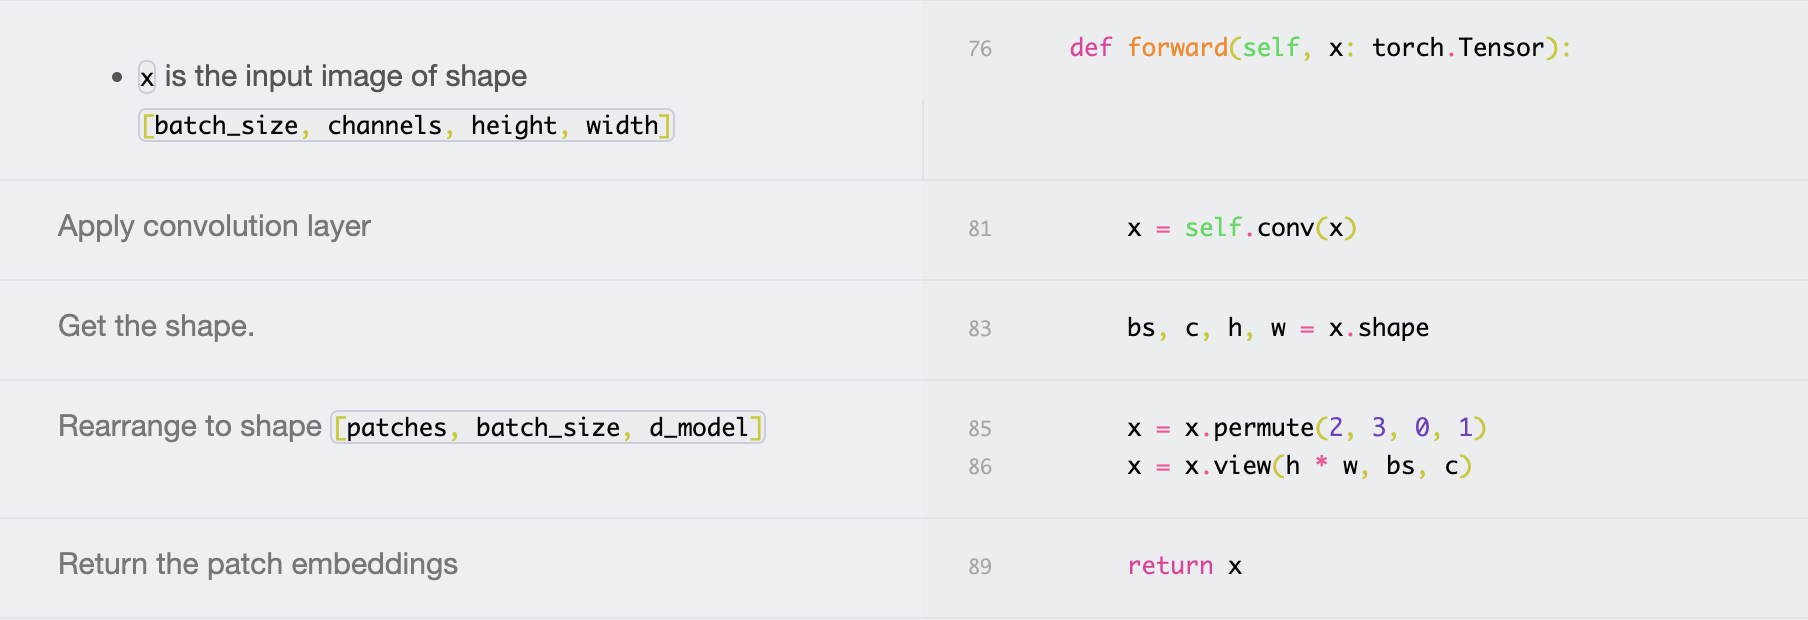 • x is the input image of shape
[batch_size, channels, height, width]
76 def forward(self, x: torch.Tensor):
Apply convolution layer
81 x = self.conv(x)
Get the shape.
83 bs, c, h, w = x.shape
Rearrange to shape [patches, batch_size, d_model]
85 x = x.permute(2, 3, 0, 1)
86 x = x.view(h * w, bs, c)
Return the patch embeddings
89 return x